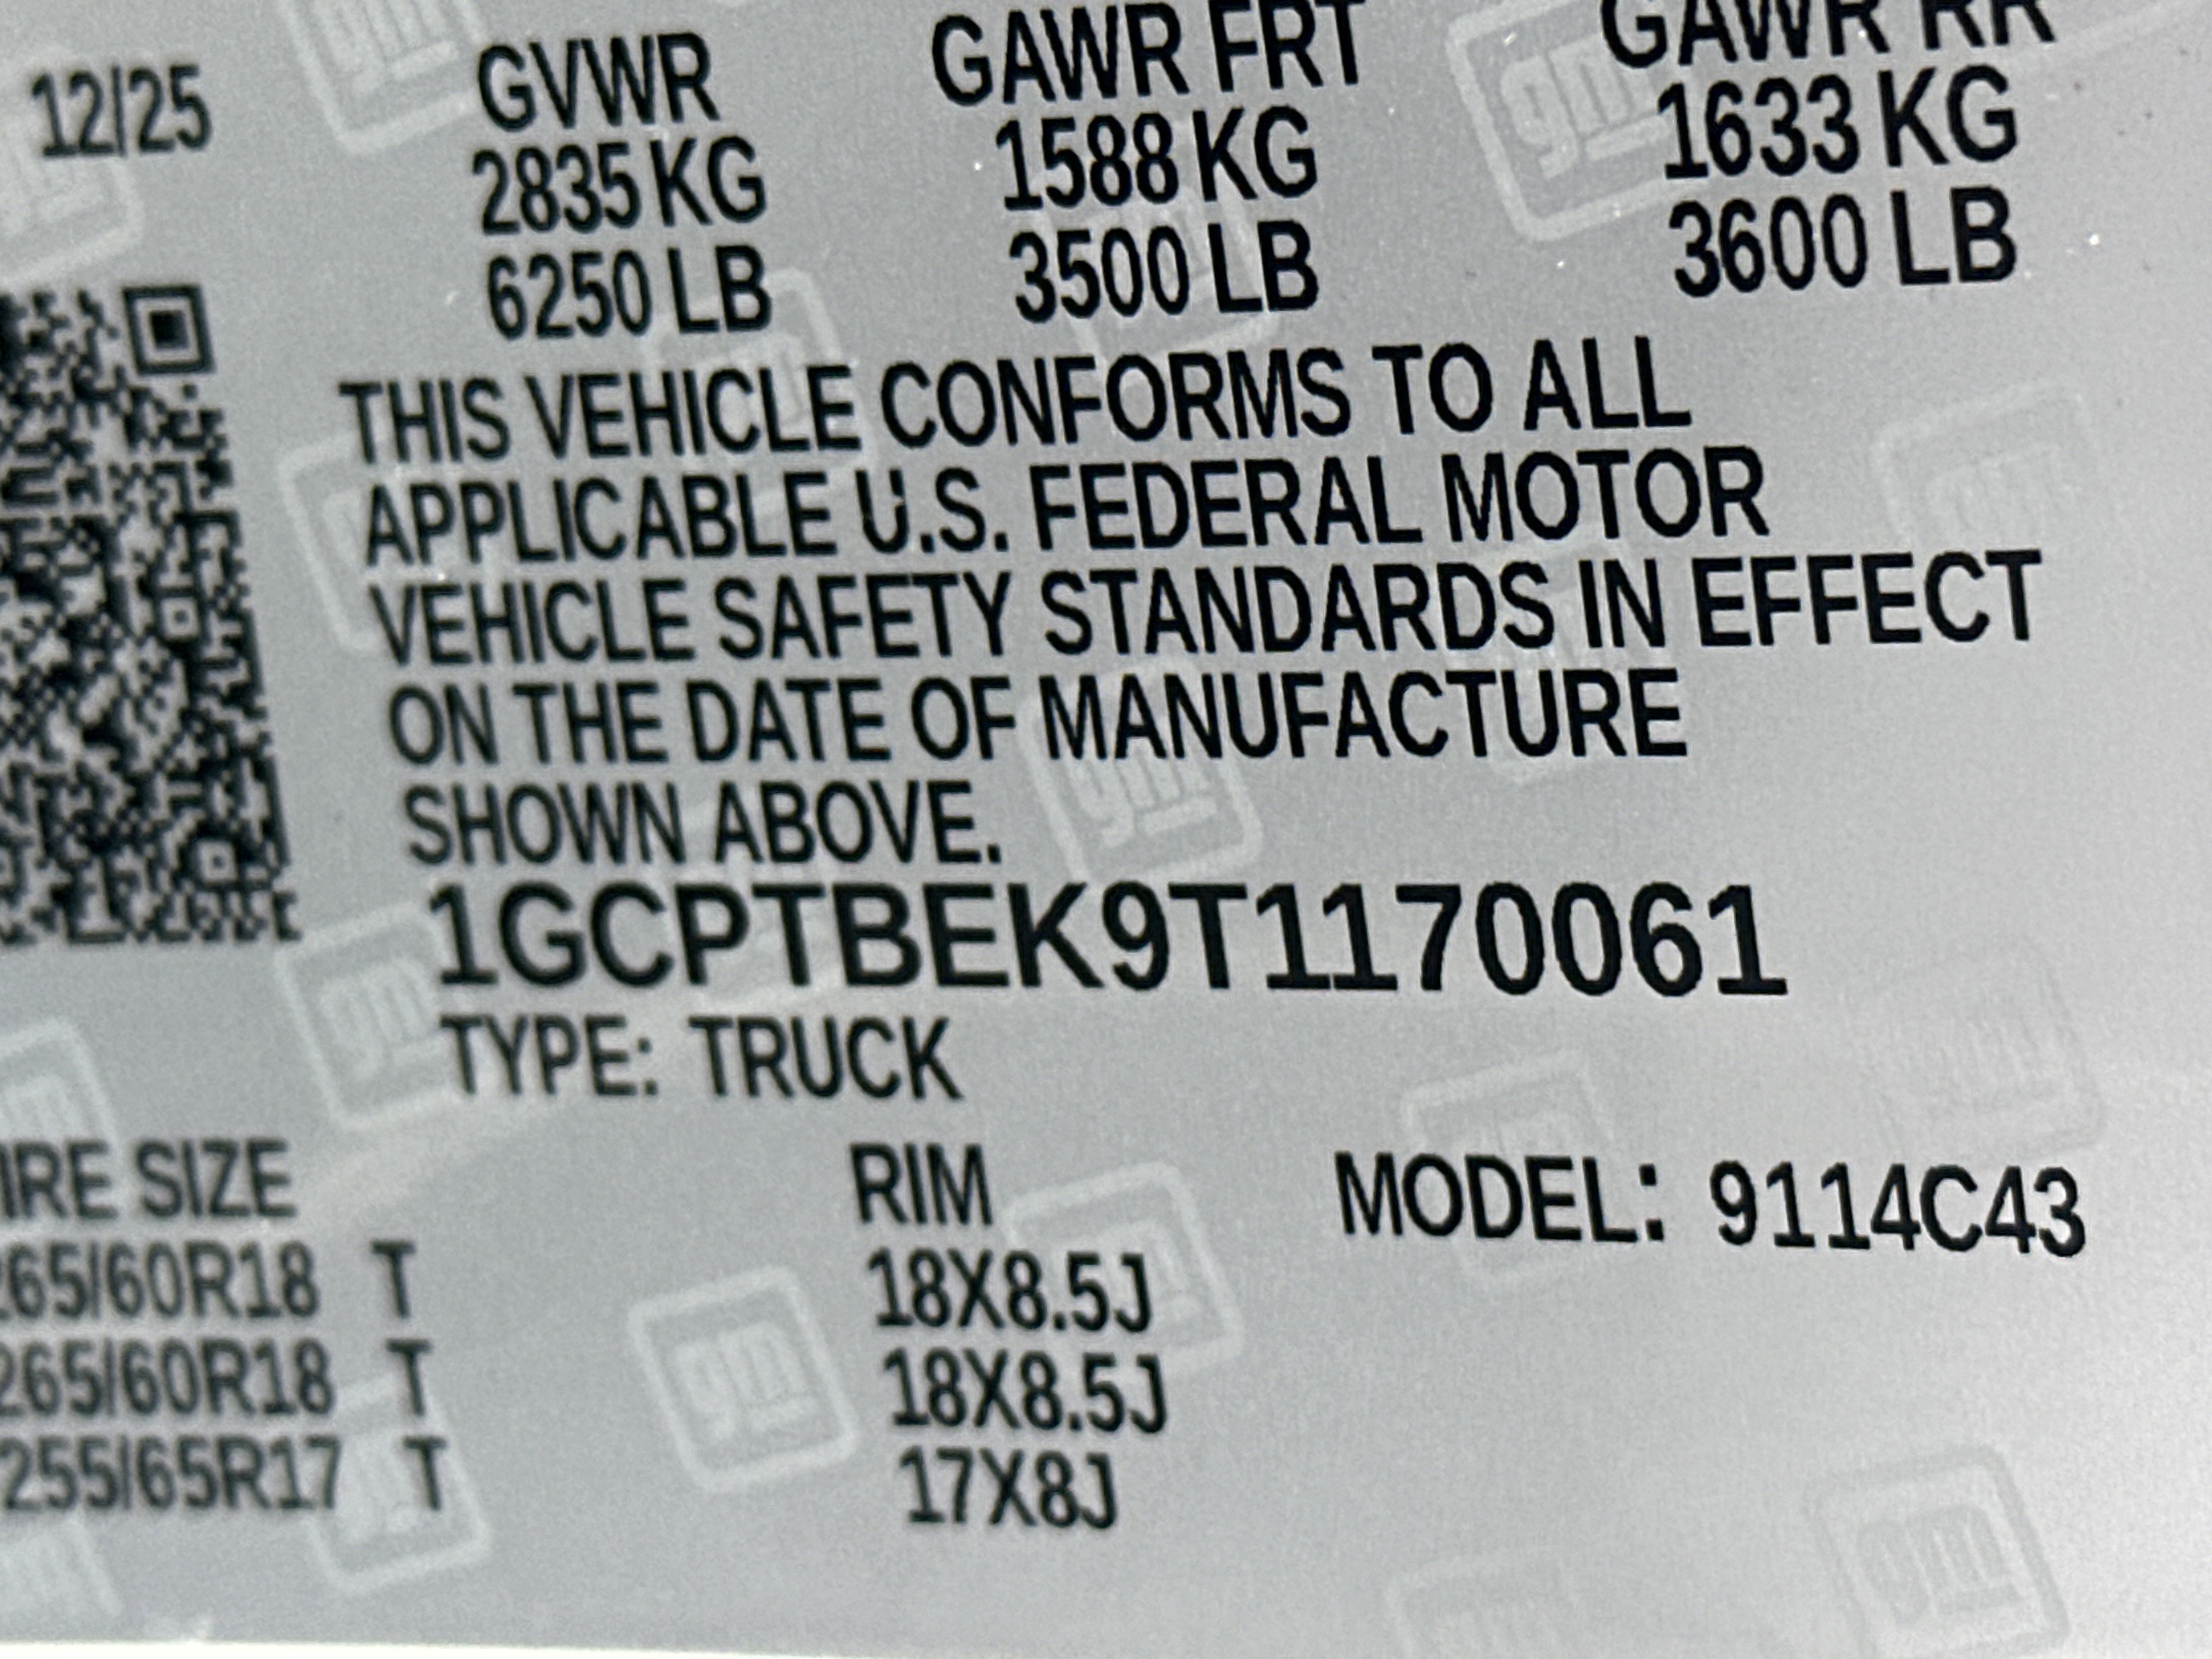 12/25
GVWR GAWR FRT GAWR RR
2835 KG 1588 KG 1633 KG
6250 LB 3500 LB 3600 LB
THIS VEHICLE CONFORMS TO ALL
APPLICABLE U.S. FEDERAL MOTOR
VEHICLE SAFETY STANDARDS IN EFFECT
ON THE DATE OF MANUFACTURE
SHOWN ABOVE.
1GCPTBEK9T1170061
TYPE: TRUCK
IRE SIZE RIM MODEL: 9114C43
265/60R18 T 18X8.5J
265/60R18 T 18X8.5J
255/65R17 T 17X8J
gm